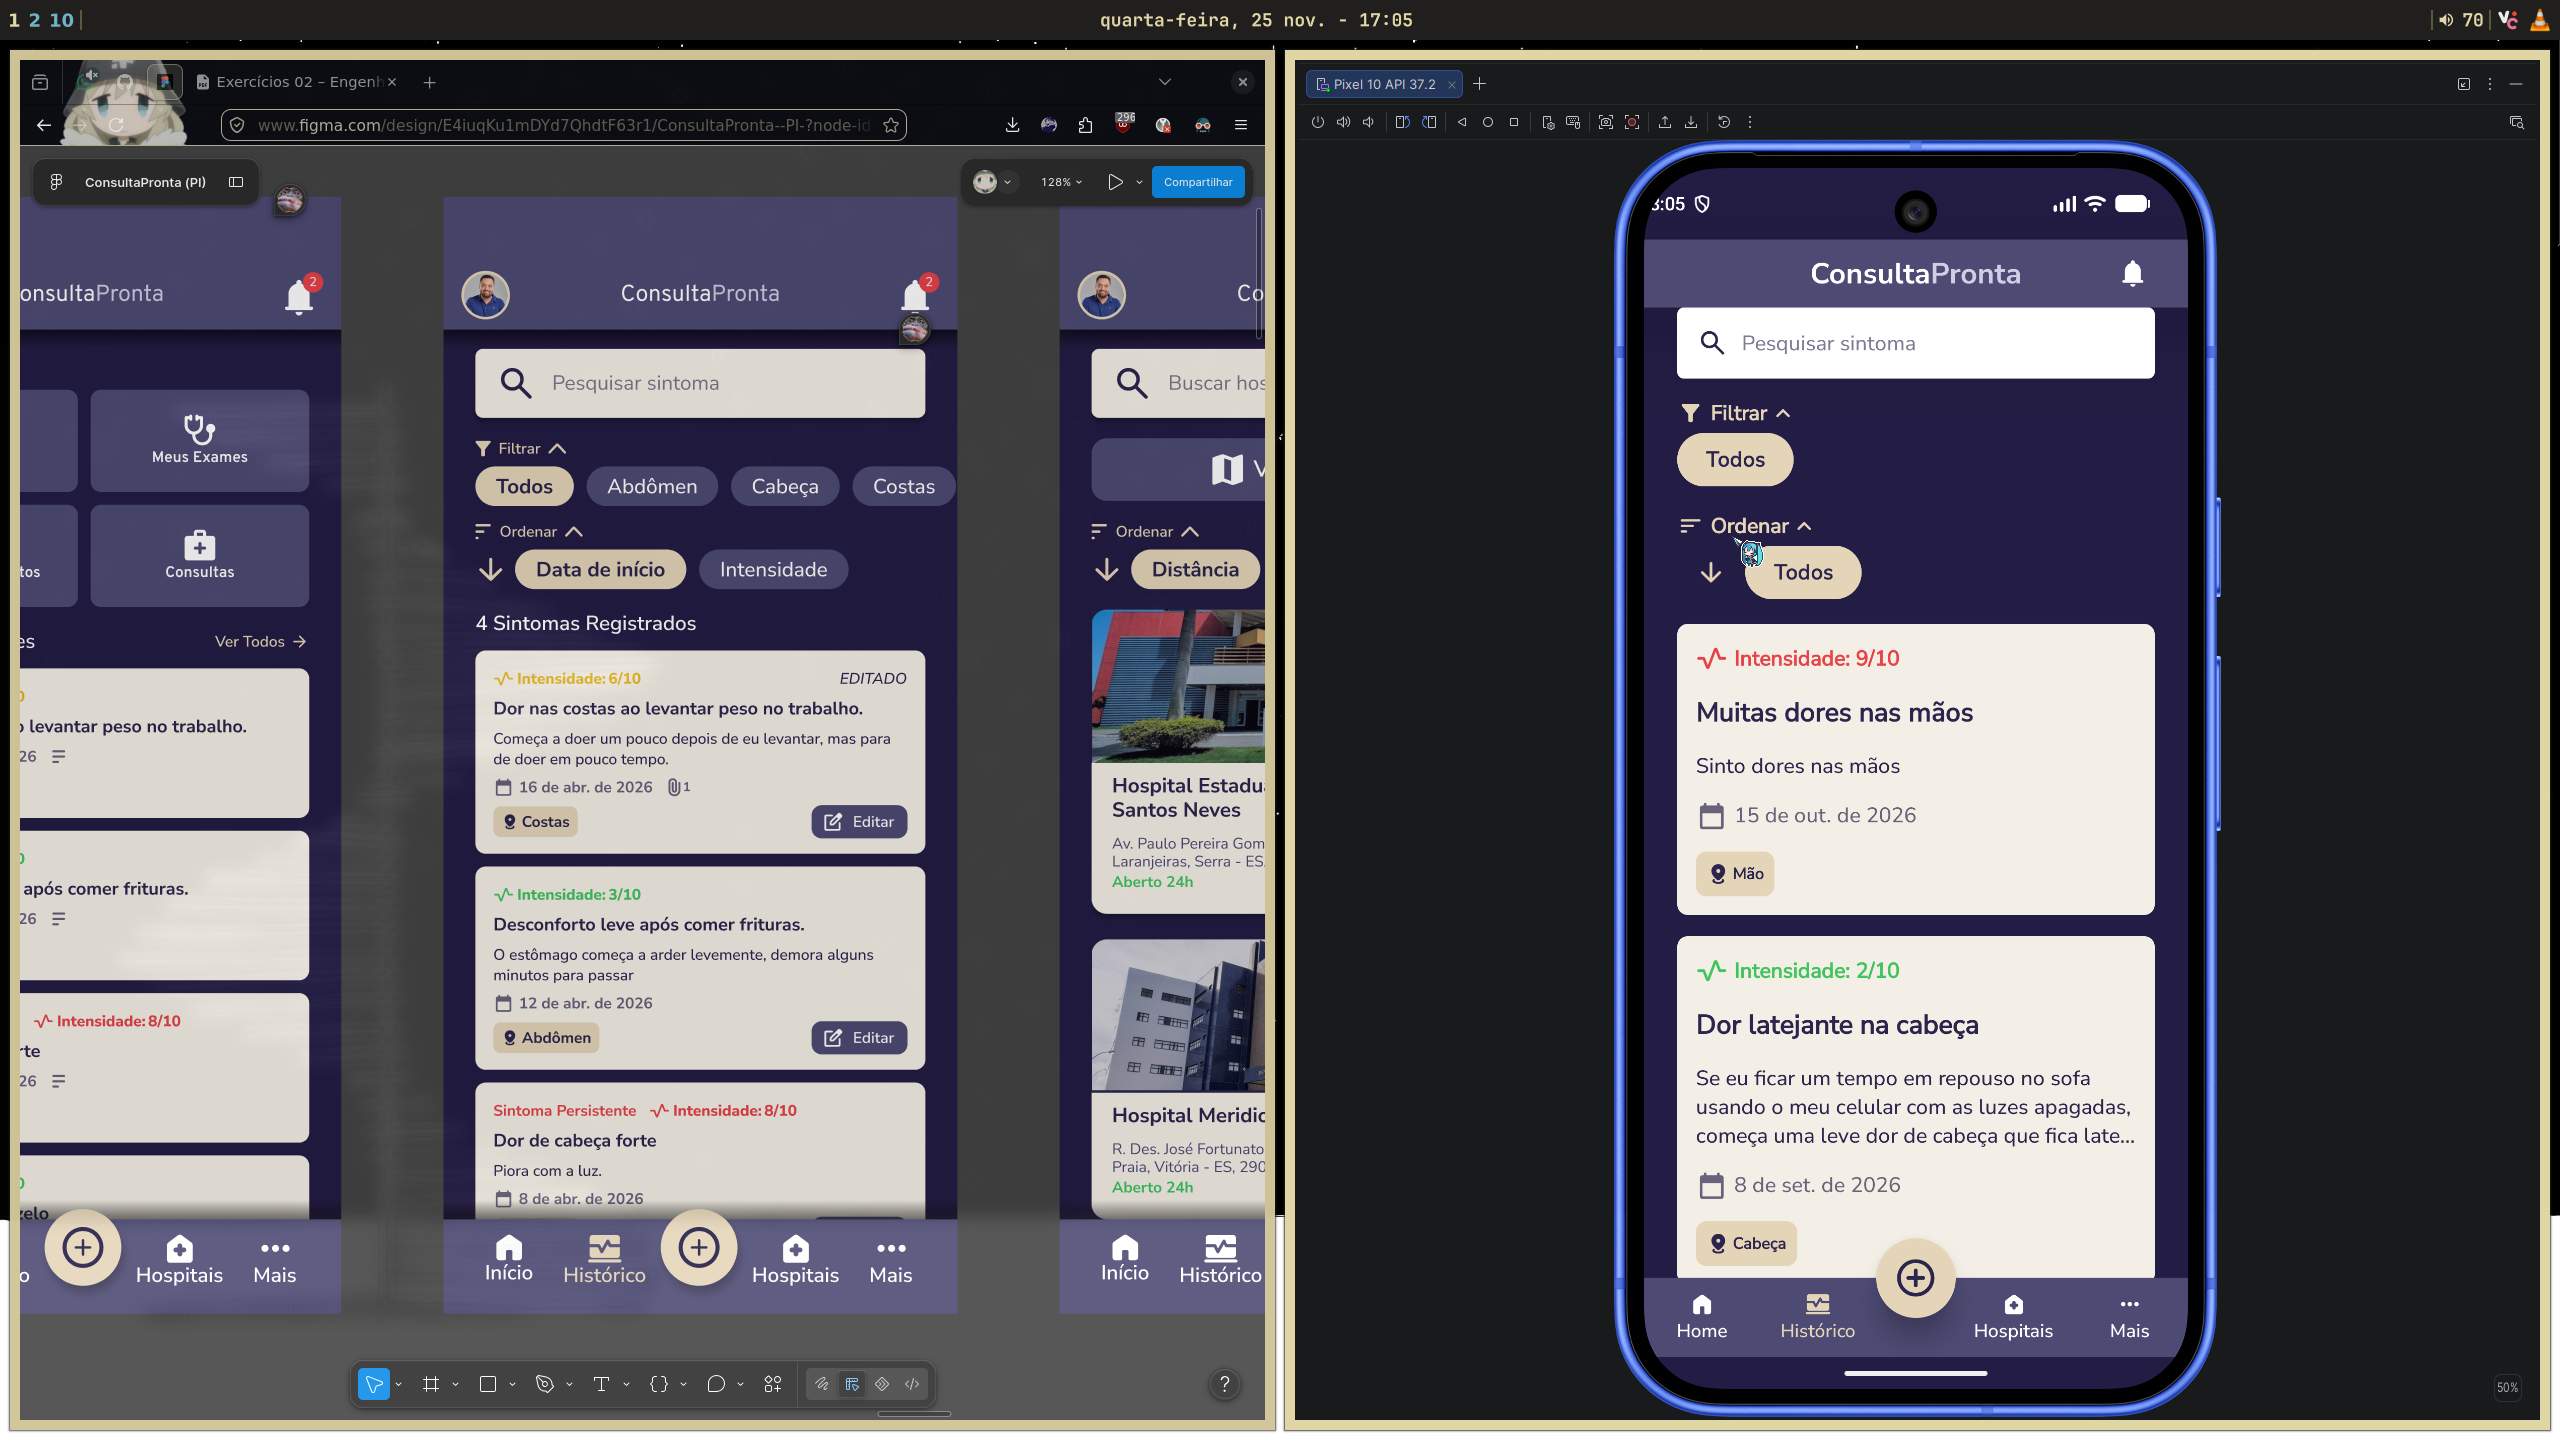 1 2 10
quarta-feira, 25 nov. - 17:05
70
Exercícios 02 – Engenh
www.figma.com/design/E4iuqKu1mDYd7QhdtF63r1/ConsultaPronta--PI-?node-id
296
ConsultaPronta (PI)
128%
Compartilhar
onsultaPronta
2
Meus Exames
tos
Consultas
es
Ver Todos
levantar peso no trabalho.
26
após comer frituras.
26
Intensidade: 8/10
rte
26
zelo
o
Hospitais
Mais
ConsultaPronta
2
Pesquisar sintoma
Filtrar
Todos
Abdômen
Cabeça
Costas
Ordenar
Data de início
Intensidade
4 Sintomas Registrados
Intensidade: 6/10
EDITADO
Dor nas costas ao levantar peso no trabalho.
Começa a doer um pouco depois de eu levantar, mas para
de doer em pouco tempo.
16 de abr. de 2026
1
Costas
Editar
Intensidade: 3/10
Desconforto leve após comer frituras.
O estômago começa a arder levemente, demora alguns
minutos para passar
12 de abr. de 2026
Abdômen
Editar
Sintoma Persistente
Intensidade: 8/10
Dor de cabeça forte
Piora com a luz.
8 de abr. de 2026
Início
Histórico
Hospitais
Mais
Co
Buscar hos
V
Ordenar
Distância
Hospital Estadua
Santos Neves
Av. Paulo Pereira Gom
Laranjeiras, Serra - ES
Aberto 24h
Hospital Meridio
R. Des. José Fortunato
Praia, Vitória - ES, 290
Aberto 24h
Início
Histórico
?
Pixel 10 API 37.2
3:05
ConsultaPronta
Pesquisar sintoma
Filtrar
Todos
Ordenar
Todos
Intensidade: 9/10
Muitas dores nas mãos
Sinto dores nas mãos
15 de out. de 2026
Mão
Intensidade: 2/10
Dor latejante na cabeça
Se eu ficar um tempo em repouso no sofa
usando o meu celular com as luzes apagadas,
começa uma leve dor de cabeça que fica late...
8 de set. de 2026
Cabeça
Home
Histórico
Hospitais
Mais
50%